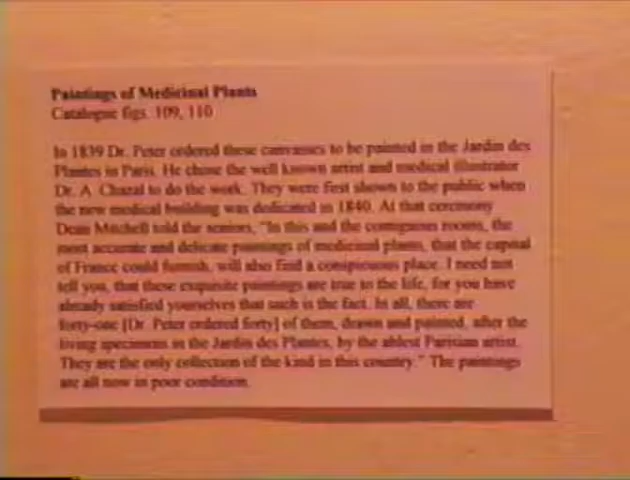 Paintings of Medicinal Plants
Catalogue figs. 109, 110
In 1839 Dr. Peter ordered these canvasses to be painted in the Jardin des
Plantes in Paris. He chose the well known artist and medical illustrator
Dr. A. Chazal to do the work. They were first shown to the public when
the new medical building was dedicated in 1840. At that ceremony
Dean Mitchell told the seniors, "In this and the contiguous rooms, the
most accurate and delicate paintings of medicinal plants, that the capital
of France could furnish, will also find a conspicuous place. I need not
tell you, that these exquisite paintings are true to the life, for you have
already satisfied yourselves that such is the fact. In all, there are
forty-one [Dr. Peter ordered forty] of them, drawn and painted, after the
living specimens in the Jardin des Plantes, by the ablest Parisian artist.
They are the only collection of the kind in this country." The paintings
are all now in poor condition.